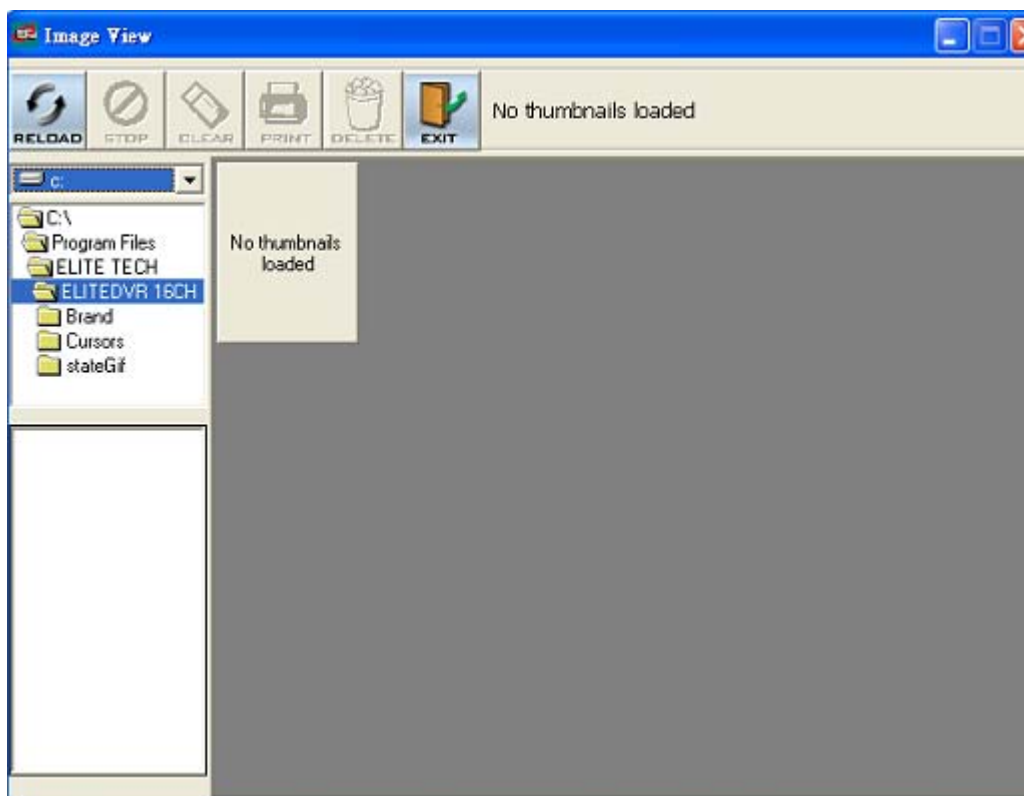 Image View
RELOAD
STOP
CLEAR
PRINT
DELETE
EXIT
No thumbnails loaded
c:
C:\
Program Files
ELITE TECH
ELITEDVR 16CH
Brand
Cursors
stateGif
No thumbnails
loaded